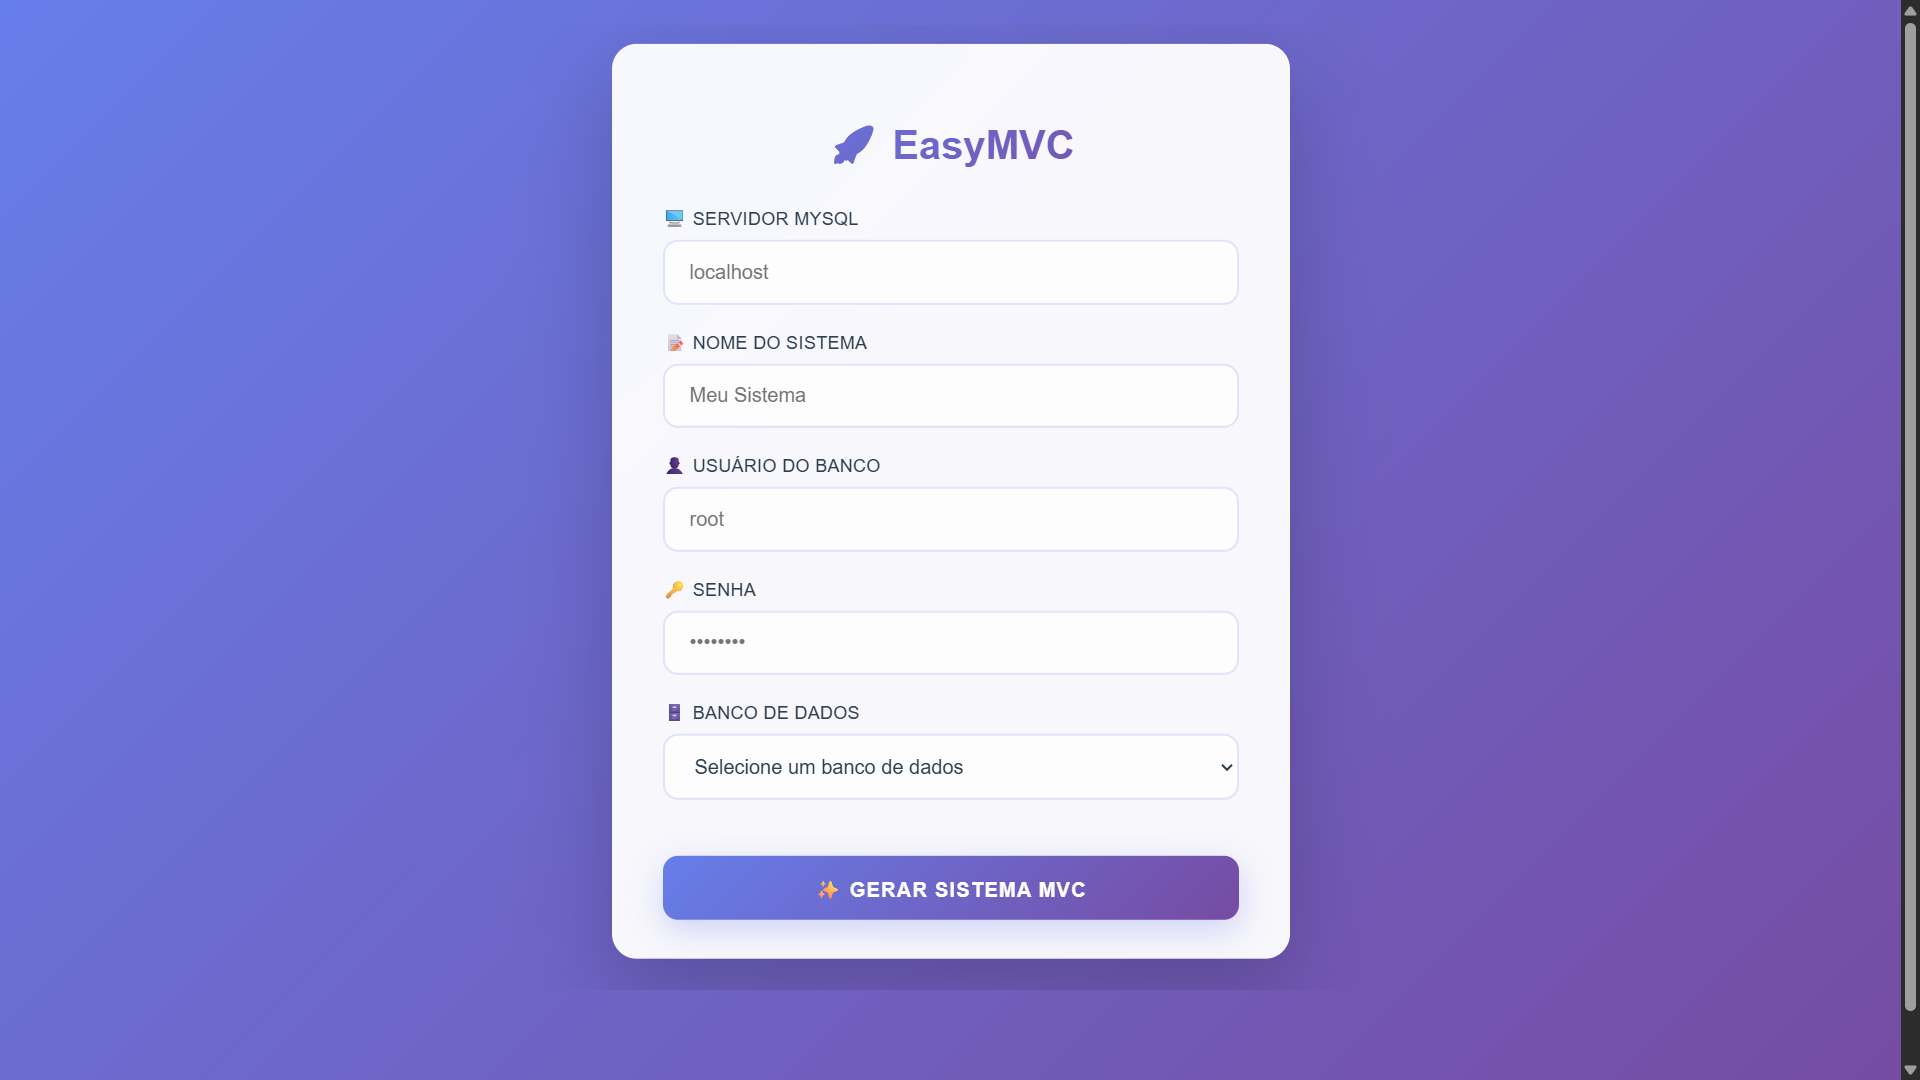 EasyMVC
SERVIDOR MYSQL
localhost
NOME DO SISTEMA
Meu Sistema
USUÁRIO DO BANCO
root
SENHA
••••••••
BANCO DE DADOS
Selecione um banco de dados
✨ GERAR SISTEMA MVC